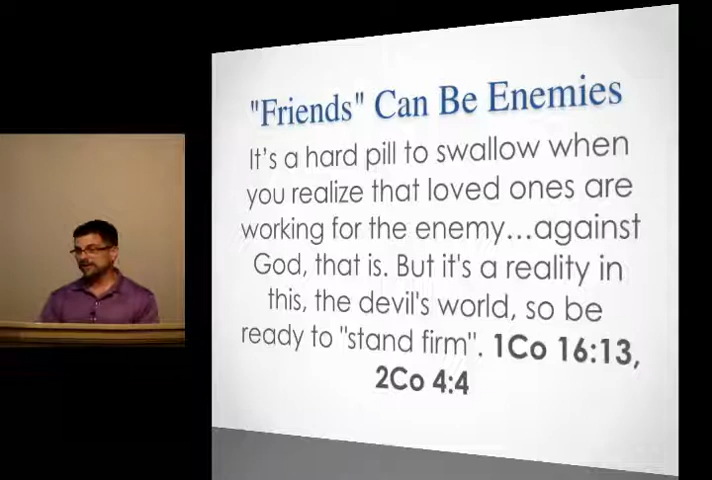 "Friends" Can Be Enemies
It's a hard pill to swallow when
you realize that loved ones are
working for the enemy...against
God, that is. But it's a reality in
this, the devil's world, so be
ready to "stand firm". 1Co 16:13,
2Co 4:4